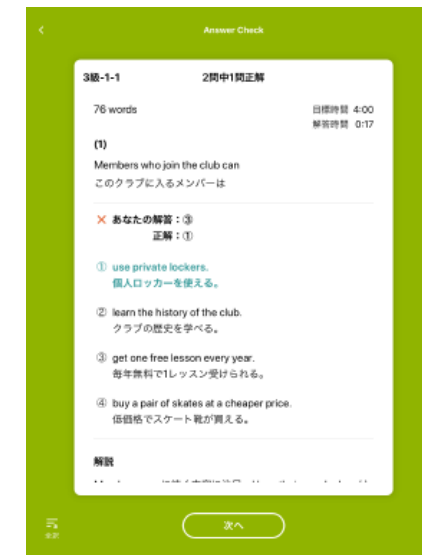 Answer Check
3級-1-1 2問中1問正解
76 words 目標時間 4:00
解答時間 0:17
(1)
Members who join the club can
このクラブに入るメンバーは
× あなたの解答：③
正解：①
① use private lockers.
個人ロッカーを使える。
② learn the history of the club.
クラブの歴史を学べる。
③ get one free lesson every year.
毎年無料で1レッスン受けられる。
④ buy a pair of skates at a cheaper price.
低価格でスケート靴が買える。
解説
次へ